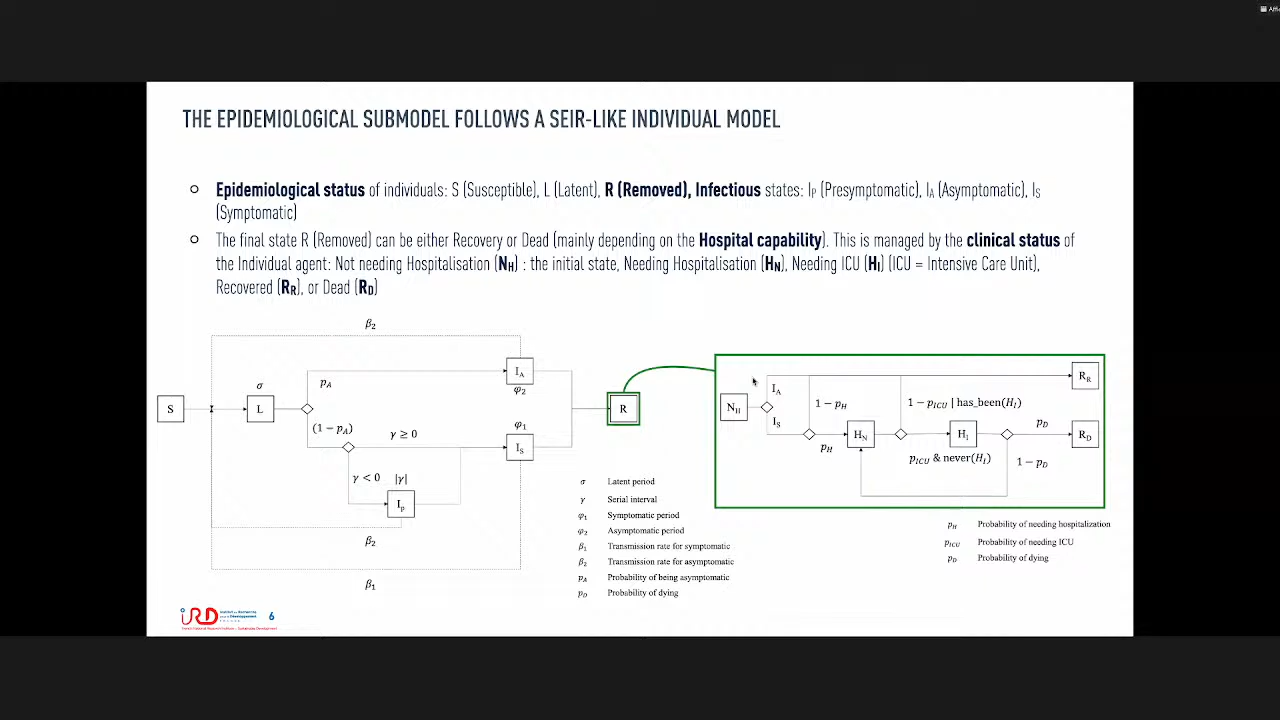 THE EPIDEMIOLOGICAL SUBMODEL FOLLOWS A SEIR-LIKE INDIVIDUAL MODEL
Epidemiological status of individuals: S (Susceptible), L (Latent), R (Removed), Infectious states: IP (Presymptomatic), IA (Asymptomatic), IS
(Symptomatic)
The final state R (Removed) can be either Recovery or Dead (mainly depending on the Hospital capability). This is managed by the clinical status of
the Individual agent: Not needing Hospitalisation (NH) : the initial state, Needing Hospitalisation (HN), Needing ICU (HI) (ICU = Intensive Care Unit),
Recovered (RR), or Dead (RD)
β2
S
σ
L
pA
(1 − pA)
γ ≥ 0
γ < 0 |γ|
Ip
IA
φ2
φ1
IS
β2
β1
R
NH
IA
IS
1 − pH
pH
HN
1 − pICU | has_been(HI)
HI
pICU & never(HI)
pD
1 − pD
RR
RD
σ Latent period
γ Serial interval
φ1 Symptomatic period
φ2 Asymptomatic period
β1 Transmission rate for symptomatic
β2 Transmission rate for asymptomatic
pA Probability of being asymptomatic
pD Probability of dying
pH Probability of needing hospitalization
pICU Probability of needing ICU
pD Probability of dying
IRD
6